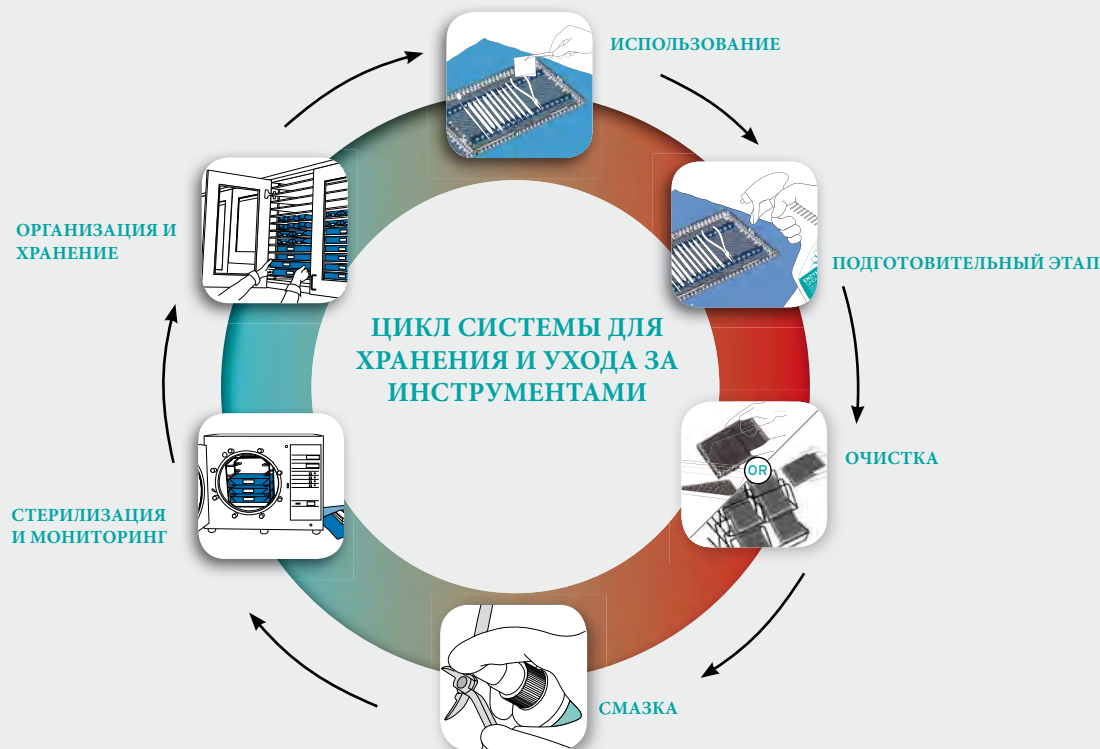 ИСПОЛЬЗОВАНИЕ
ПОДГОТОВИТЕЛЬНЫЙ ЭТАП
ОЧИСТКА
OR
СМАЗКА
СТЕРИЛИЗАЦИЯ
И МОНИТОРИНГ
ОРГАНИЗАЦИЯ И
ХРАНЕНИЕ
ЦИКЛ СИСТЕМЫ ДЛЯ
ХРАНЕНИЯ И УХОДА ЗА
ИНСТРУМЕНТАМИ